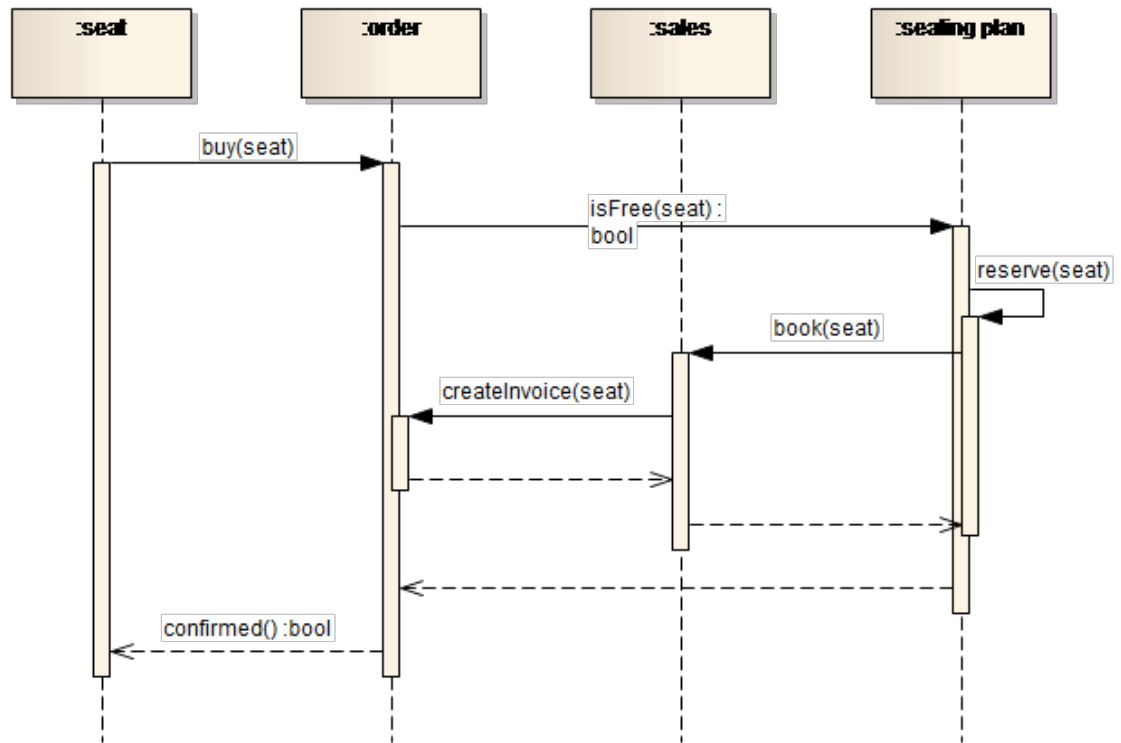 :seat
:order
:sales
:seating plan
buy(seat)
isFree(seat) :
bool
reserve(seat)
book(seat)
createInvoice(seat)
confirmed() :bool